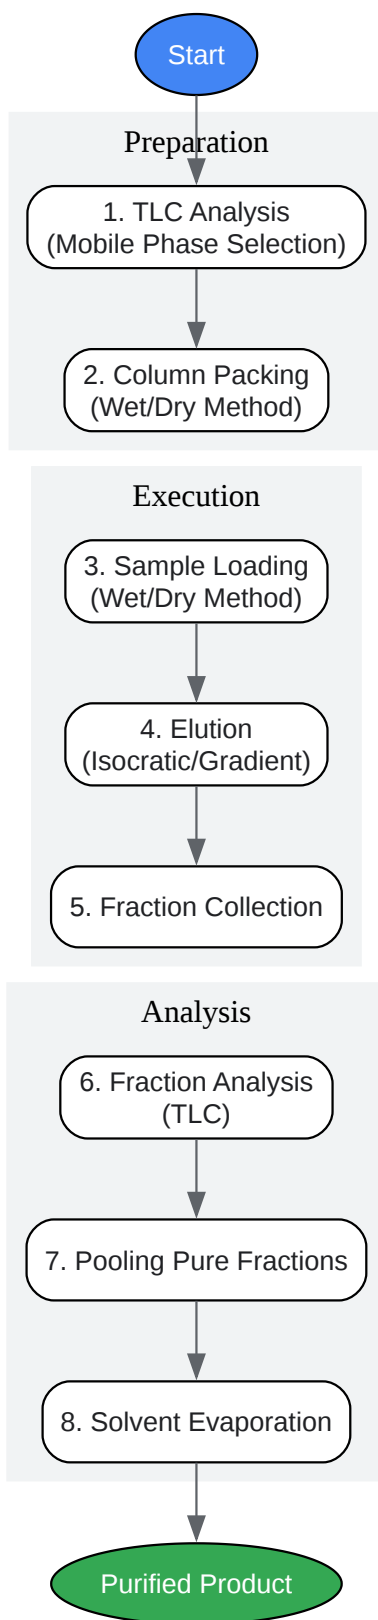 Start
Preparation
1. TLC Analysis
(Mobile Phase Selection)
2. Column Packing
(Wet/Dry Method)
Execution
3. Sample Loading
(Wet/Dry Method)
4. Elution
(Isocratic/Gradient)
5. Fraction Collection
Analysis
6. Fraction Analysis
(TLC)
7. Pooling Pure Fractions
8. Solvent Evaporation
Purified Product